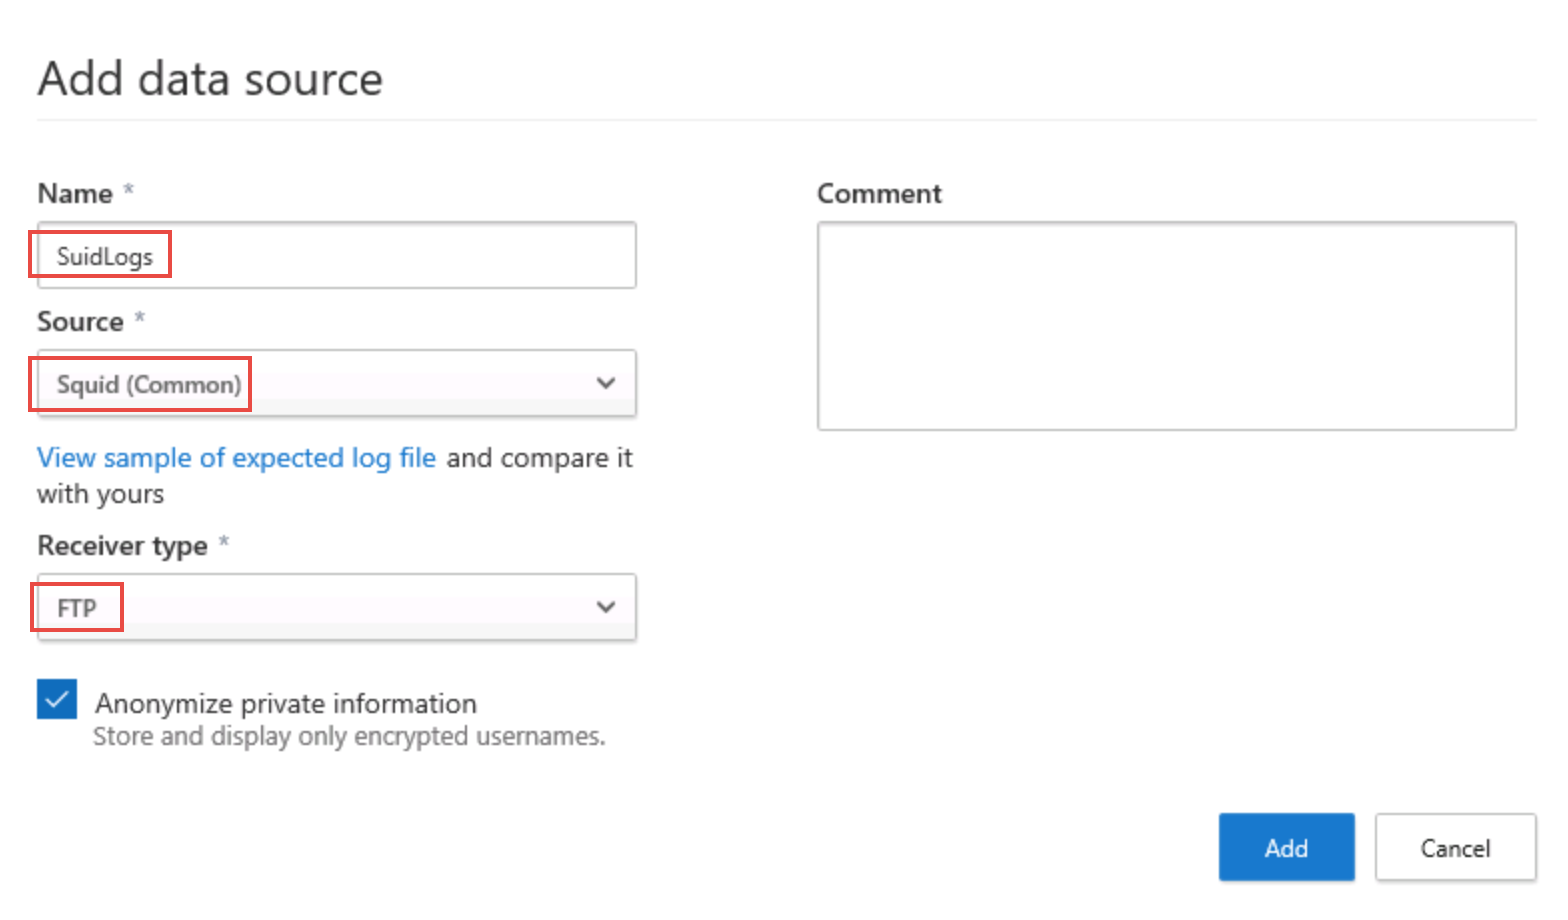 Add data source
Name *
SuidLogs
Source *
Squid (Common)
View sample of expected log file and compare it
with yours
Receiver type *
FTP
Anonymize private information
Store and display only encrypted usernames.
Comment
Add
Cancel